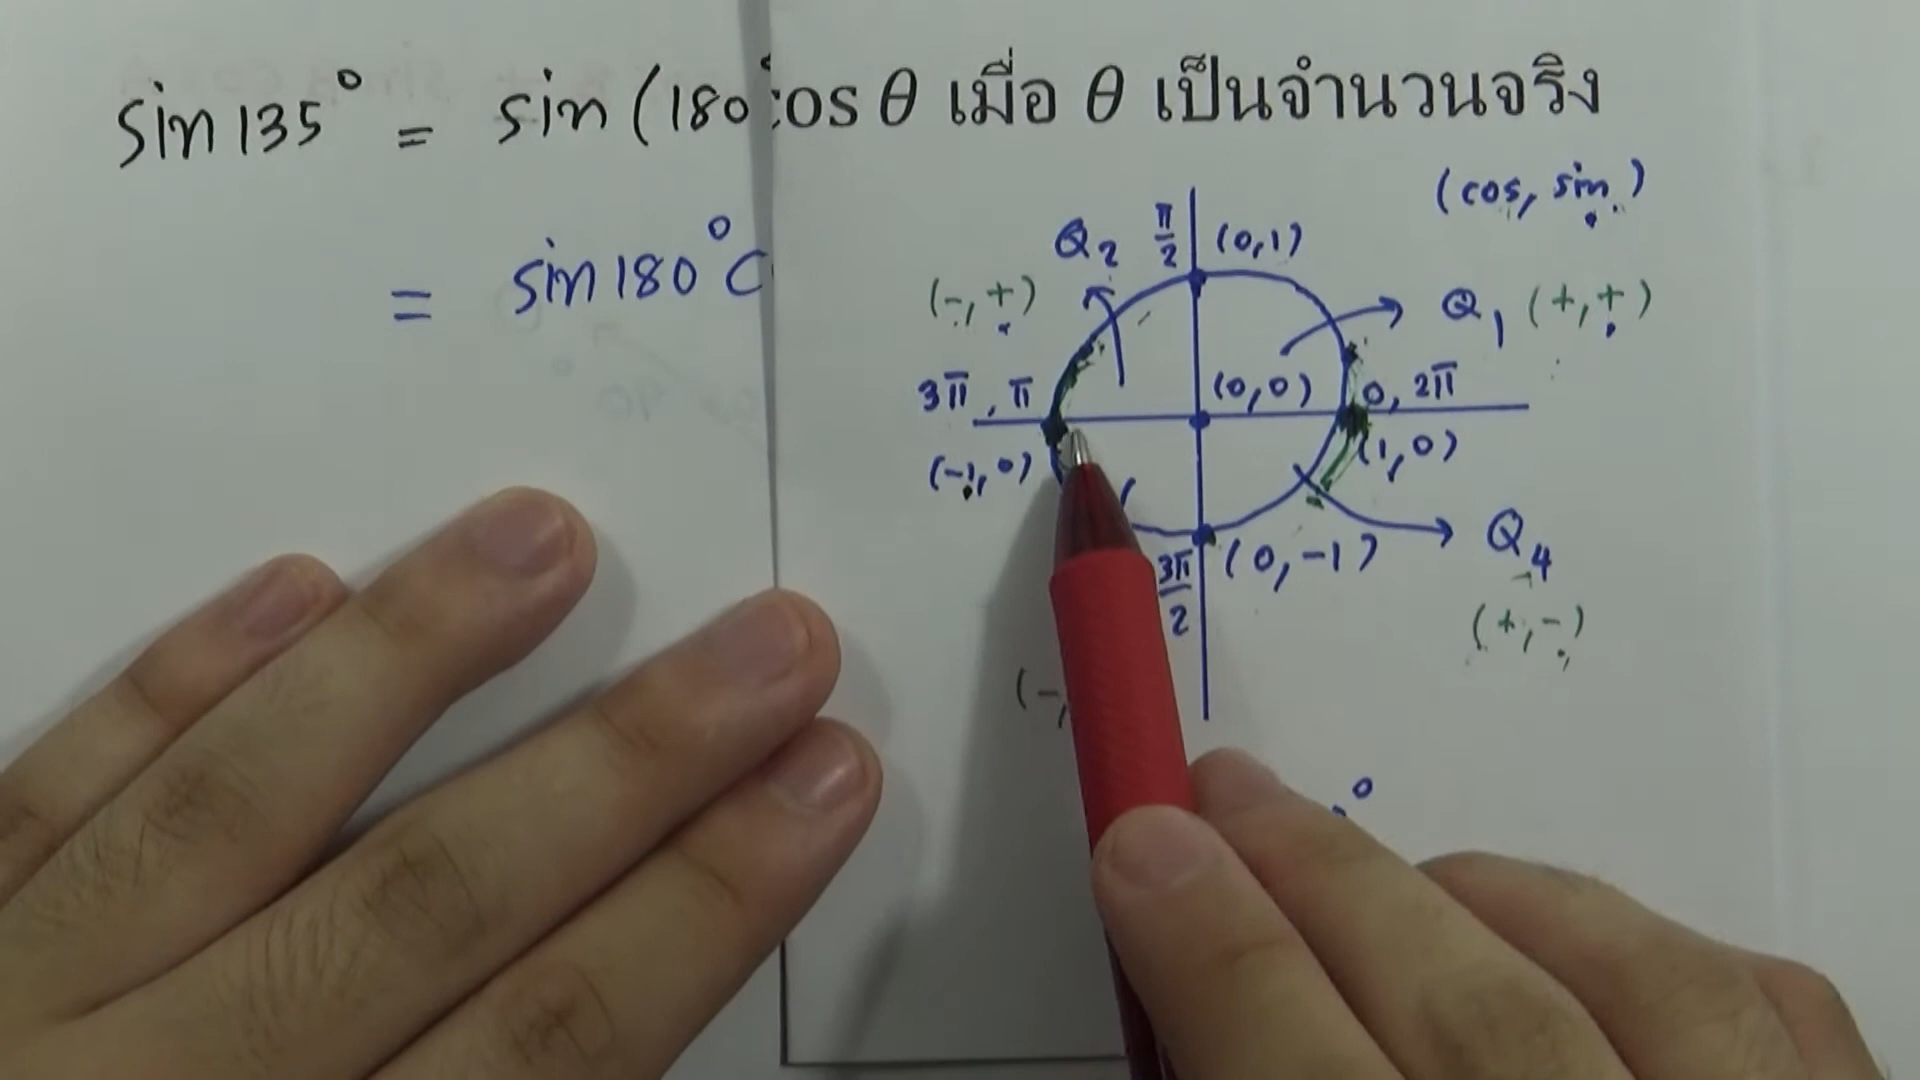 sin 135° = sin (180
= sin 180° c
cos θ เมื่อ θ เป็นจำนวนจริง
(cos, sin)
Q2 π/2 (0,1)
(-,+) Q1 (+,+)
3π, π (0,0) 0, 2π
(-1,0) (1,0)
Q4
3π/2 (0,-1)
(+,-)
(-,
°